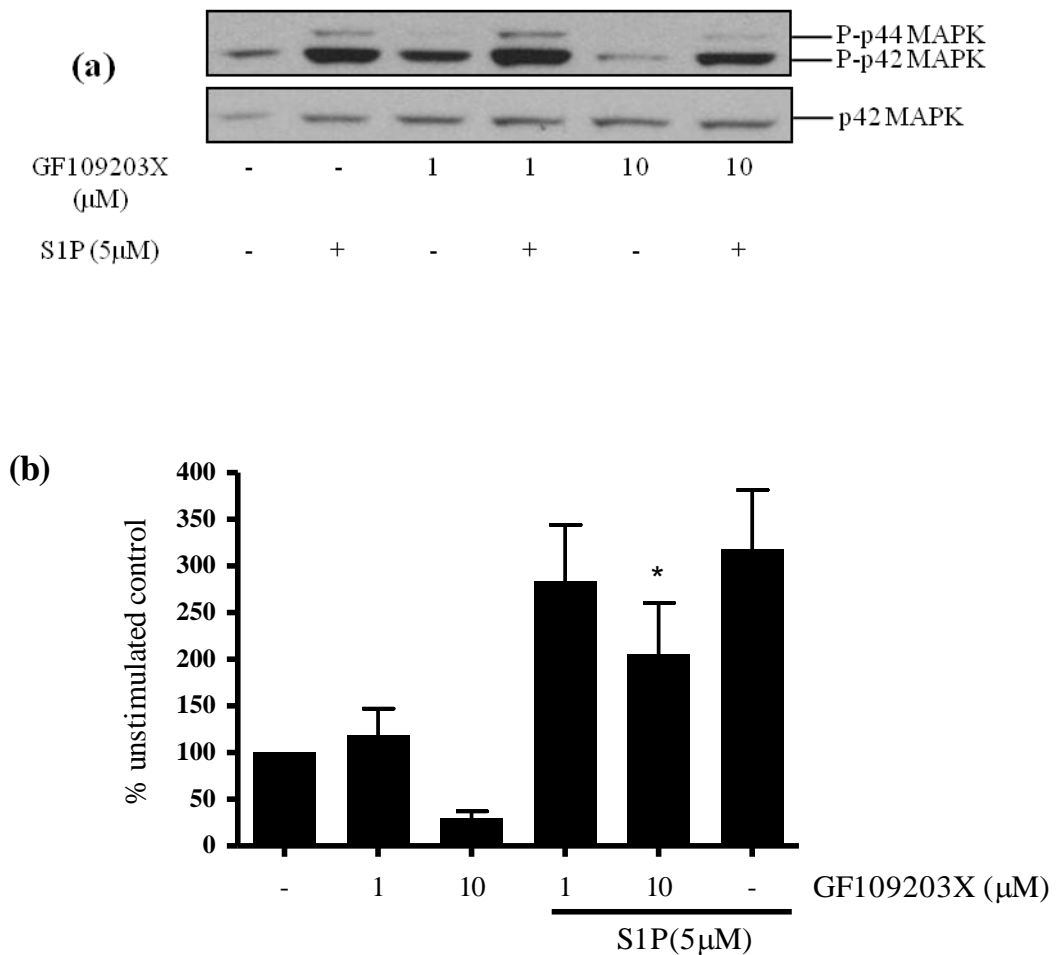 (a)
P-p44 MAPK
P-p42 MAPK
p42 MAPK
GF109203X
(μM)
- - 1 1 10 10
S1P (5μM) - + - + - +
(b)
% unstimulated control
400
350
300
250
200
150
100
50
0
*
- 1 10 1 10 - GF109203X (μM)
S1P(5μM)